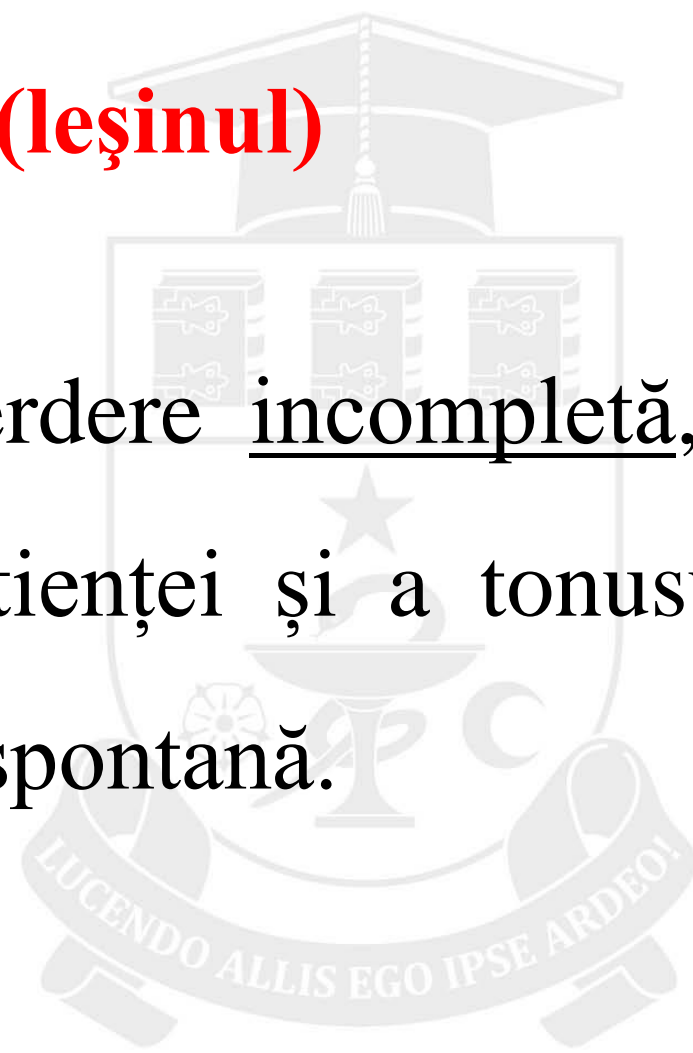 (leşinul)
erdere incompletă,
tienței și a tonusu
spontană.
LUCENDO ALLIS EGO IPSE ARDEO!